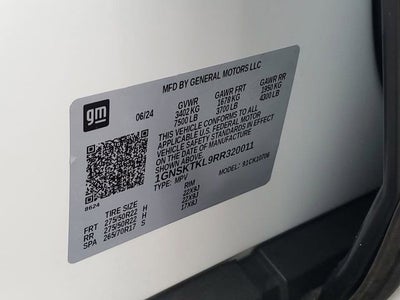 MFD BY GENERAL MOTORS LLC
gm
06/24
GVWR GAWR FRT GAWR RR
3402 KG 1678 KG 1950 KG
7500 LB 3700 LB 4300 LB
THIS VEHICLE CONFORMS TO ALL
APPLICABLE U.S. FEDERAL MOTOR
VEHICLE SAFETY STANDARDS IN EFFECT
ON THE DATE OF MANUFACTURE
SHOWN ABOVE.
1GNSKTKL9RR320011
TYPE: MPV MODEL: 91CK10706
8624
TIRE SIZE RIM
FRT 275/50R22 H 22X9J
RR 275/50R22 H 22X9J
SPA 265/70R17 S 17X8J